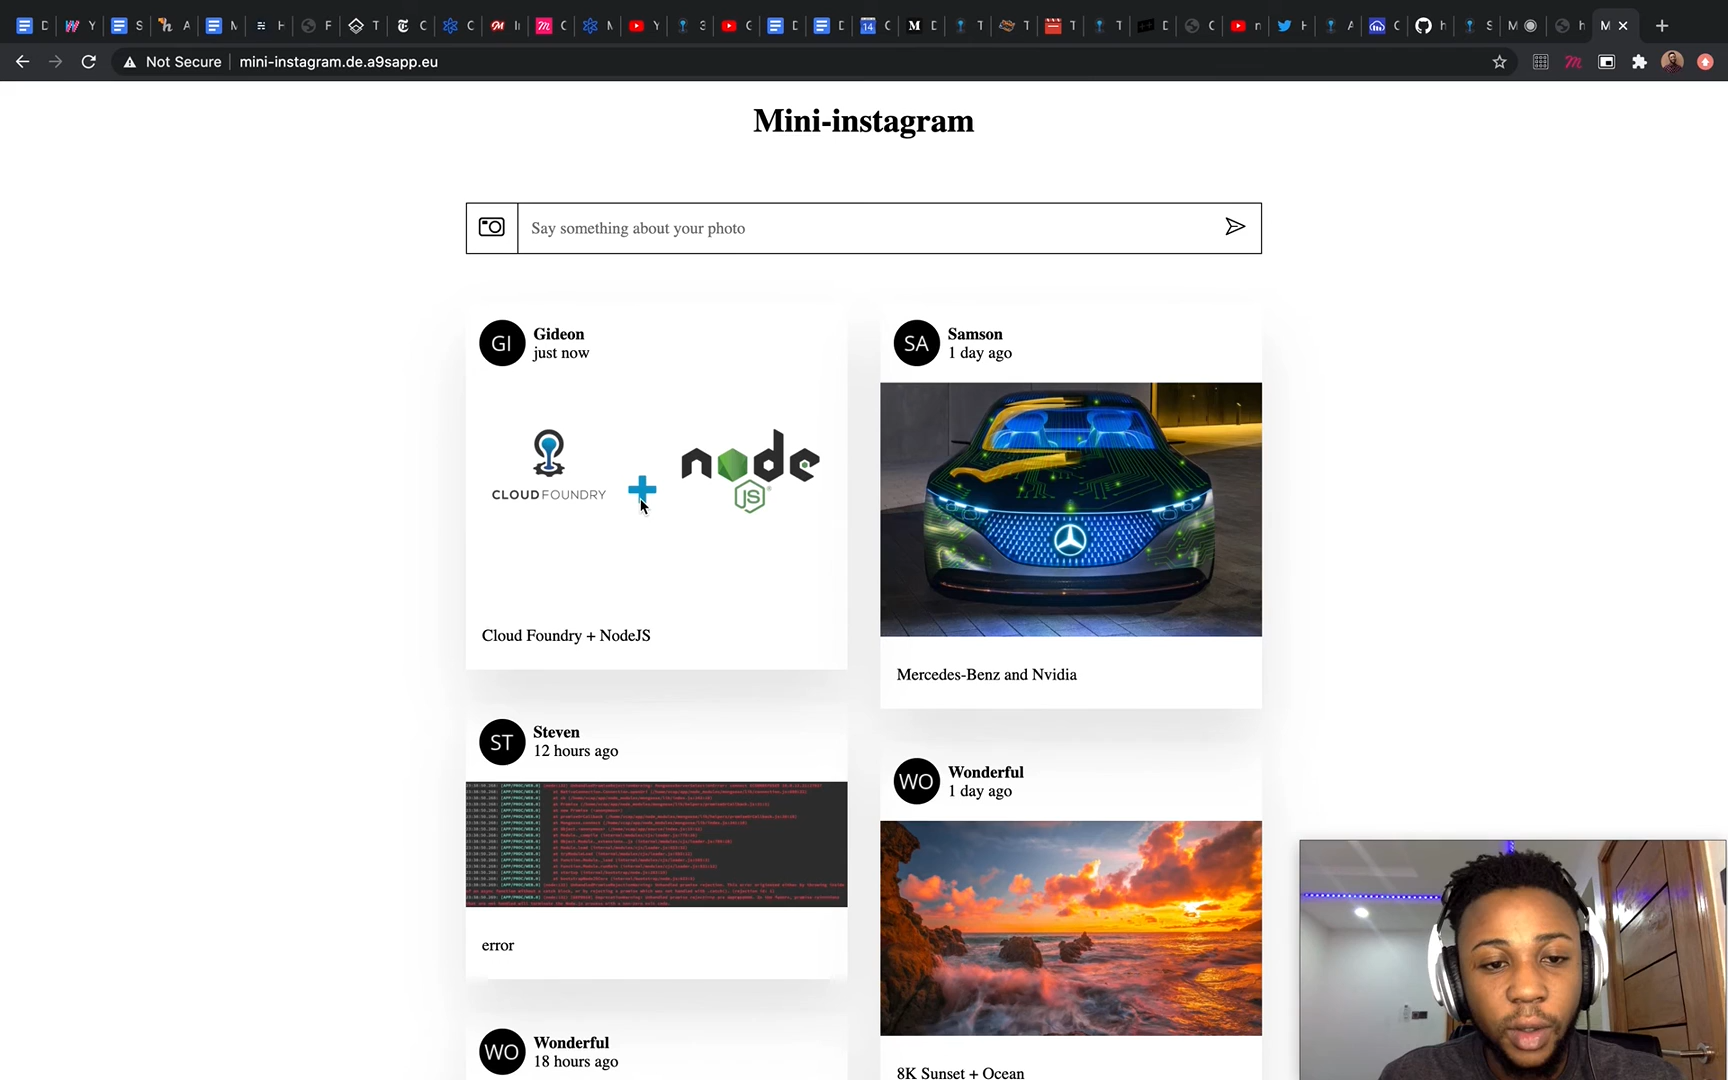 Not Secure
mini-instagram.de.a9sapp.eu
Mini-instagram
Say something about your photo
GI
Gideon
just now
CLOUD FOUNDRY
node
JS
Cloud Foundry + NodeJS
SA
Samson
1 day ago
Mercedes-Benz and Nvidia
ST
Steven
12 hours ago
error
WO
Wonderful
1 day ago
8K Sunset + Ocean
WO
Wonderful
18 hours ago